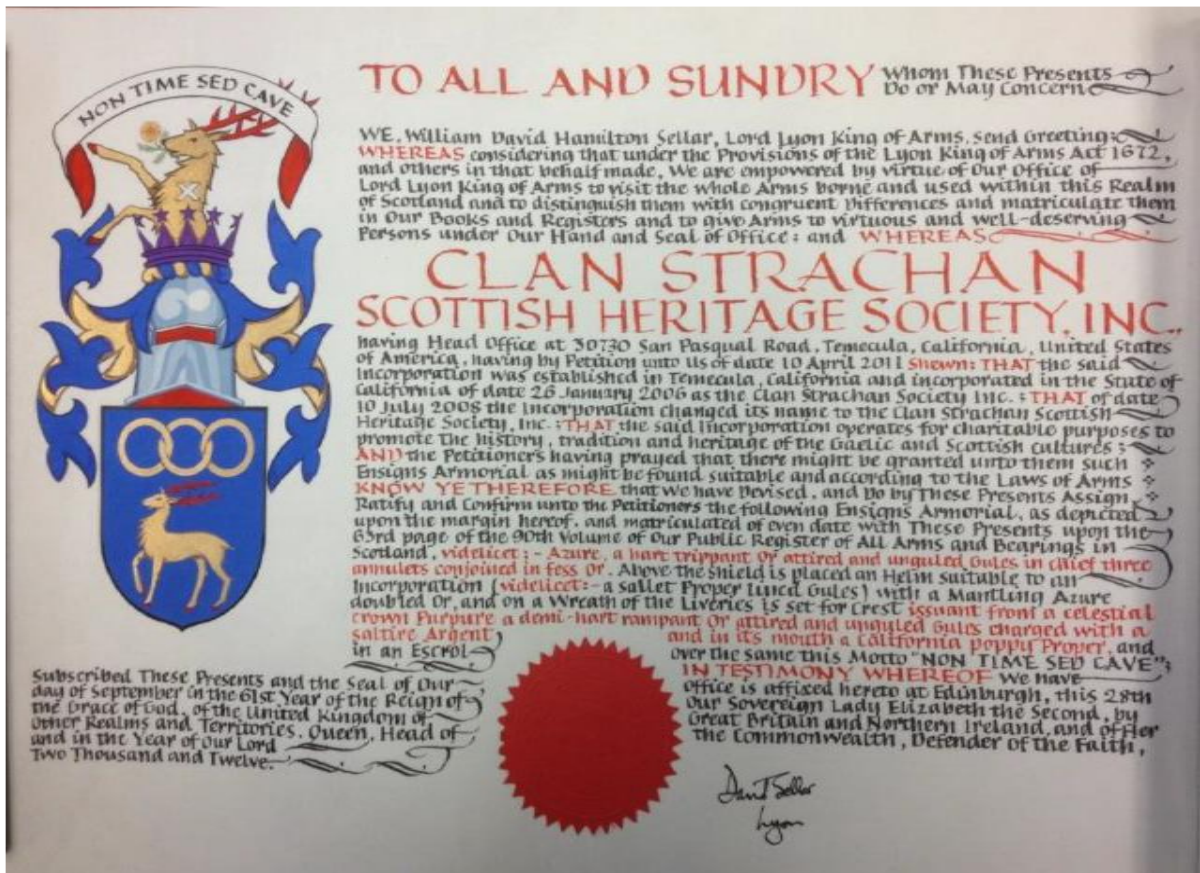 NON TIME SED CAVE
TO ALL AND SUNDRY Whom These Presents
Do or May Concern
WE, William David Hamilton Sellar, Lord Lyon King of Arms, send Greeting:
WHEREAS considering that under the Provisions of the Lyon King of Arms Act 1672,
and others in that behalf made, We are empowered by virtue of Our Office of
Lord Lyon King of Arms to visit the whole Arms borne and used within this Realm
of Scotland and to distinguish them with congruent Differences and matriculate them
in Our Books and Registers and to give Arms to virtuous and well-deserving
Persons under Our Hand and Seal of Office: and WHEREAS
CLAN STRACHAN
SCOTTISH HERITAGE SOCIETY, INC.,
having Head Office at 30730 San Pasqual Road, Temecula, California, United States
of America, having by Petition unto Us of date 10 April 2011 Shewn: THAT the said
Incorporation was established in Temecula, California and incorporated in the State of
California of date 26 January 2006 as the Clan Strachan Society Inc.: THAT of date
10 July 2008 the Incorporation changed its name to the Clan Strachan Scottish
Heritage Society, Inc.: THAT the said Incorporation operates for charitable purposes to
promote the history, tradition and heritage of the Gaelic and Scottish cultures;
AND the Petitioners having prayed that there might be granted unto them such
Ensigns Armorial as might be found suitable and according to the Laws of Arms
KNOW YE THEREFORE that We have Devised, and Do by These Presents Assign,
Ratify and Confirm unto the Petitioners the following Ensigns Armorial, as depicted
upon the margin hereof, and matriculated of even date with These Presents upon the
63rd page of the 90th Volume of Our Public Register of All Arms and Bearings in
Scotland, videlicet:- Azure, a hart trippant Or attired and unguled Gules in chief three
annulets conjoined in fess Or. Above the Shield is placed an Helm suitable to an
Incorporation (videlicet:- a sallet Proper lined Gules) with a Mantling Azure
doubled Or, and on a Wreath of the Liveries is set for Crest issuant from a celestial
crown Purpure a demi-hart rampant Or attired and unguled Gules charged with a
saltire Argent and in its mouth a California poppy Proper, and
in an Escrol over the same this Motto "NON TIME SED CAVE";
IN TESTIMONY WHEREOF We have
Subscribed These Presents and the Seal of Our Office is affixed hereto at Edinburgh, this 28th
day of September in the 61st Year of the Reign of Our Sovereign Lady Elizabeth the Second, by
the Grace of God, of the United Kingdom of Great Britain and Northern Ireland, and of Her
Other Realms and Territories, Queen, Head of the Commonwealth, Defender of the Faith,
and in the Year of Our Lord
Two Thousand and Twelve.
David Sellar
Lyon